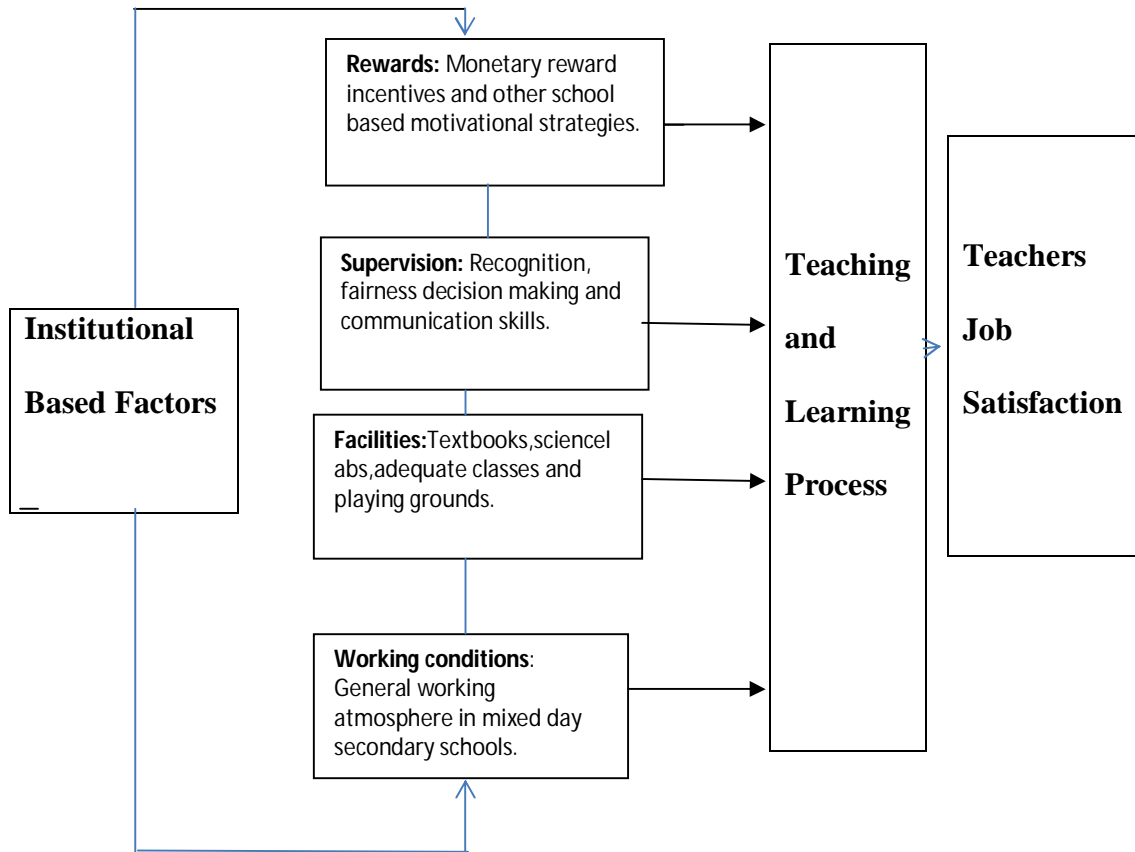 Rewards: Monetary reward
incentives and other school
based motivational strategies.
Supervision: Recognition,
fairness decision making and
communication skills.
Institutional
Based Factors
Facilities:Textbooks,sciencel
abs,adequate classes and
playing grounds.
Working conditions:
General working
atmosphere in mixed day
secondary schools.
Teaching
and
Learning
Process
Teachers
Job
Satisfaction